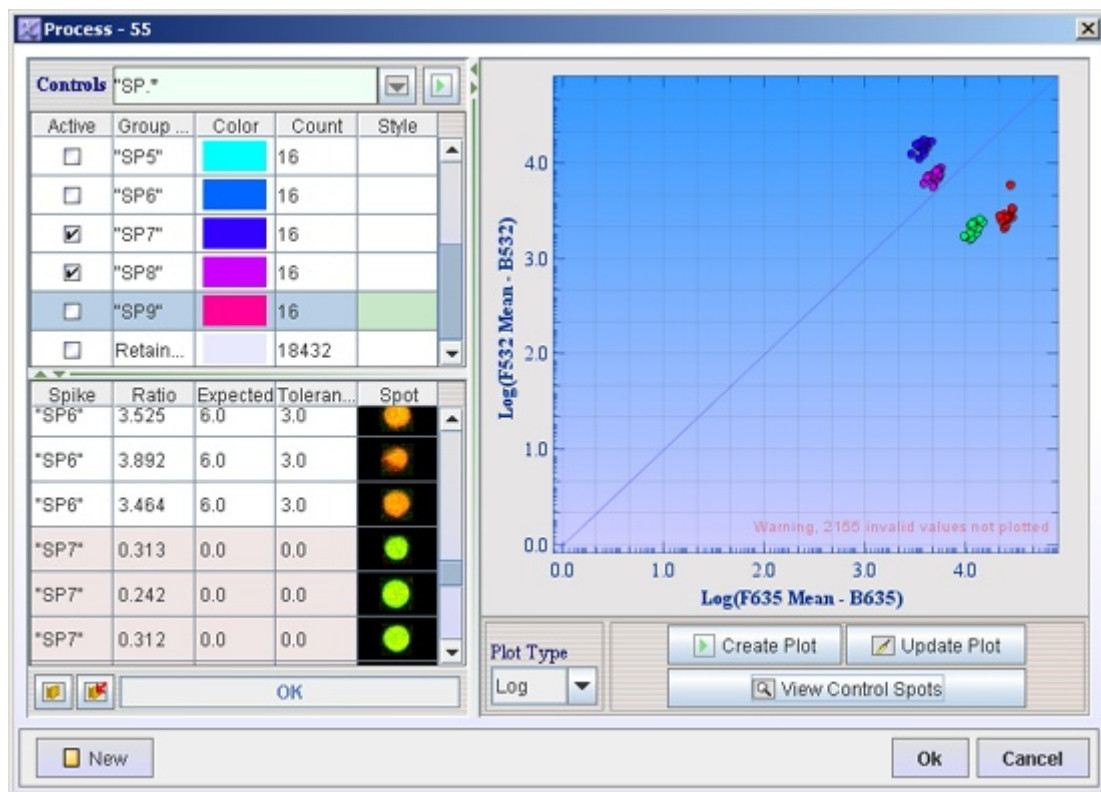 Process - 55
Controls "SP.*
Active Group ... Color Count Style
"SP5" 16
"SP6" 16
"SP7" 16
"SP8" 16
"SP9" 16
Retain... 18432
Spike Ratio Expected Toleran... Spot
"SP6" 3.525 6.0 3.0
"SP6" 3.892 6.0 3.0
"SP6" 3.464 6.0 3.0
"SP7" 0.313 0.0 0.0
"SP7" 0.242 0.0 0.0
"SP7" 0.312 0.0 0.0
OK
Log(F532 Mean - B532)
4.0
3.0
2.0
1.0
0.0
Warning, 2155 invalid values not plotted
0.0 1.0 2.0 3.0 4.0
Log(F635 Mean - B635)
Plot Type
Log
Create Plot Update Plot
View Control Spots
New
Ok Cancel